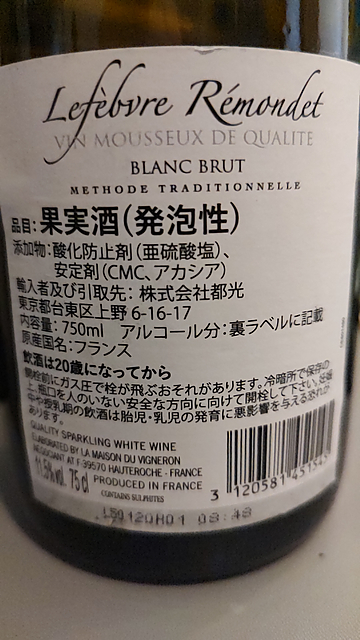 Lefèbvre Rémondet
VIN MOUSSEUX DE QUALITE
BLANC BRUT
METHODE TRADITIONNELLE
品目：果実酒（発泡性）
添加物：酸化防止剤（亜硫酸塩）、
安定剤（CMC、アカシア）
輸入者及び引取先： 株式会社都光
東京都台東区上野 6-16-17
内容量：750ml アルコール分：裏ラベルに記載
原産国名：フランス
飲酒は20歳になってから
開栓前にガス圧で栓が飛ぶおそれがあります。冷暗所で保存の
上、瓶口を人のいない安全な方向に向けて開栓して下さい。妊娠
中や授乳期の飲酒は胎児・乳児の発育に悪影響を与える恐れが
あります。
QUALITY SPARKLING WHITE WINE
ELABORATED BY LA MAISON DU VIGNERON
NEGOCIANT AT F 39570 HAUTEROCHE - FRANCE
11,5%vol. 75 cl PRODUCED IN FRANCE
CONTAINS SULPHITES
3 120581 451545
08:48